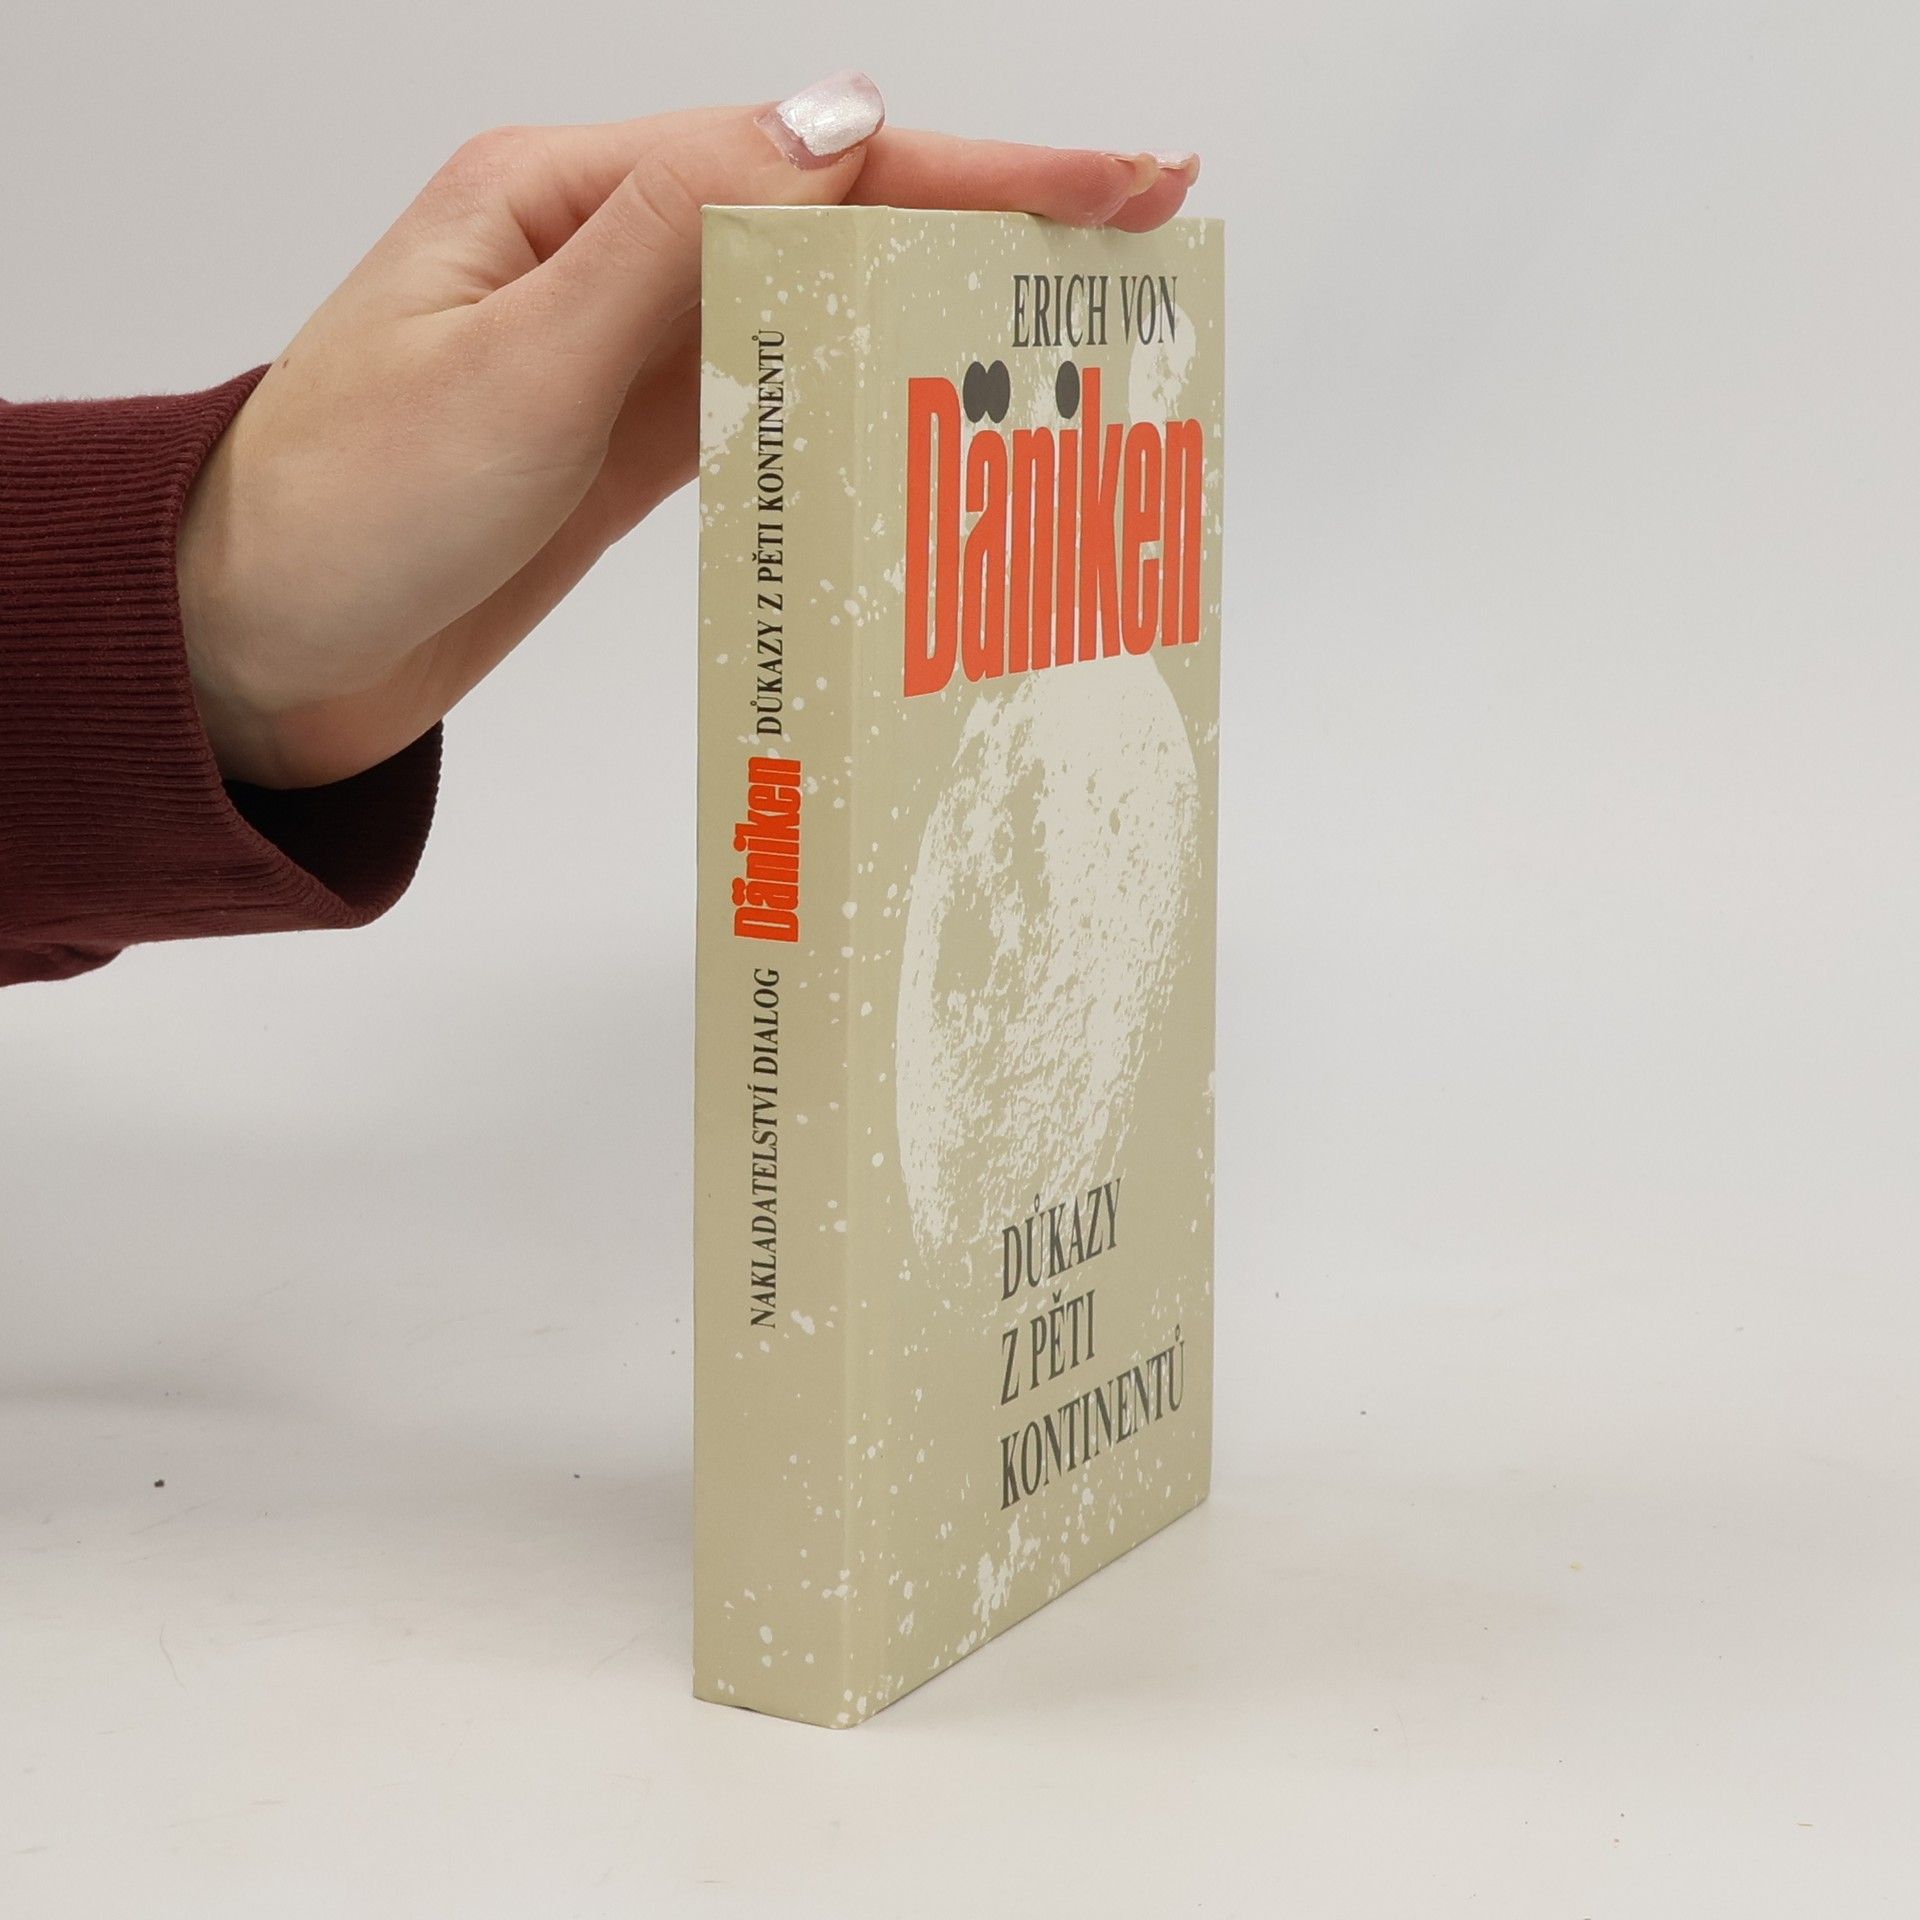 NAKLADATELSTVÍ DIALOG Däniken DŮKAZY Z PĚTI KONTINENTŮ
ERICH VON
Däniken
DŮKAZY
Z PĚTI
KONTINENTŮ